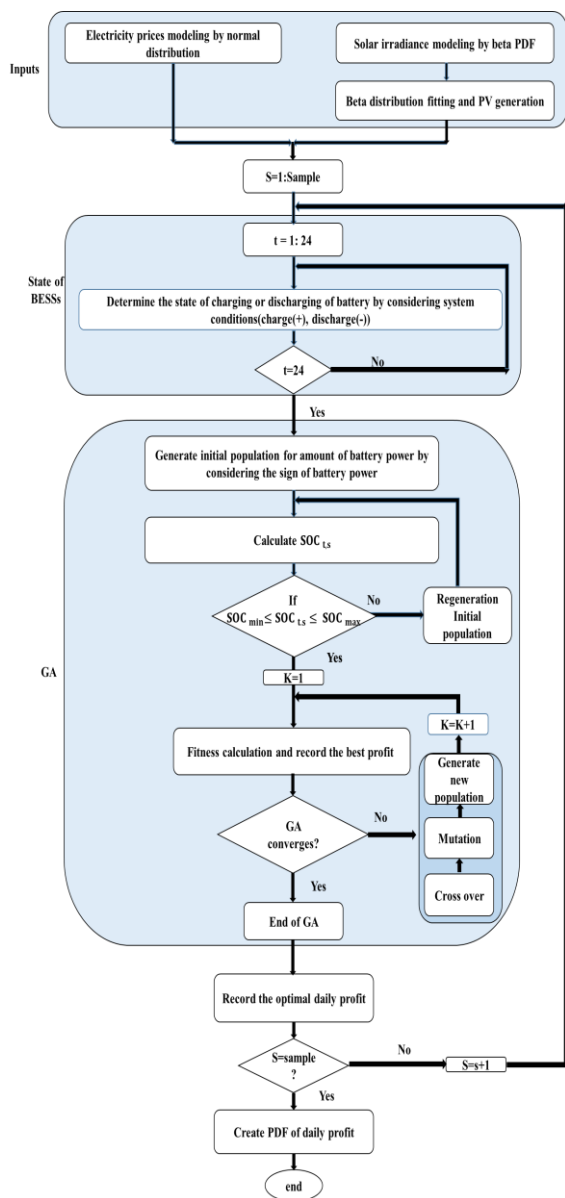 Electricity prices modeling by normal
distribution
Solar irradiance modeling by beta PDF
Inputs
Beta distribution fitting and PV generation
S=1:Sample
t = 1: 24
State of
BESSs
Determine the state of charging or discharging of battery by considering system
conditions(charge(+), discharge(-))
t=24
No
Yes
Generate initial population for amount of battery power by
considering the sign of battery power
Calculate SOC t,s
If
SOC min ≤ SOC t,s ≤ SOC max
No
Regeneration
Initial
population
Yes
GA
K=1
K=K+1
Fitness calculation and record the best profit
Generate
new
population
GA
converges?
No
Mutation
Cross over
Yes
End of GA
Record the optimal daily profit
S=sample
?
No
S=s+1
Yes
Create PDF of daily profit
end